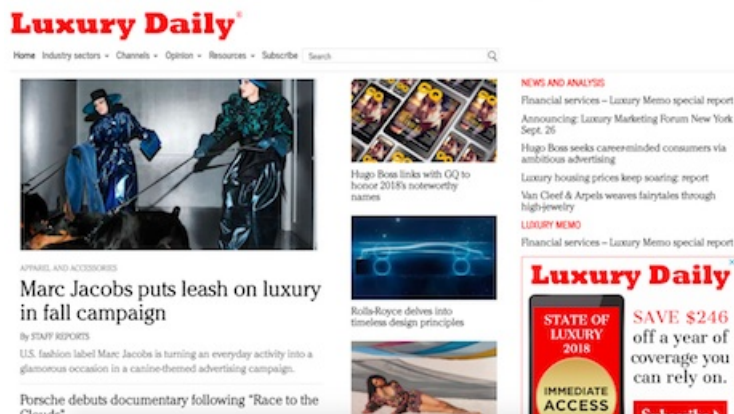 Luxury Daily®
Home Industry sectors Channels Opinion Resources Subscribe Search
APPAREL AND ACCESSORIES
Marc Jacobs puts leash on luxury
in fall campaign
By STAFF REPORTS
U.S. fashion label Marc Jacobs is turning an everyday activity into a
glamorous occasion in a canine-themed advertising campaign.
Porsche debuts documentary following "Race to the
Clouds"
GQ
Hugo Boss links with GQ to
honor 2018's noteworthy
names
Rolls-Royce delves into
timeless design principles
NEWS AND ANALYSIS
Financial services – Luxury Memo special report
Announcing: Luxury Marketing Forum New York
Sept. 26
Hugo Boss seeks career-minded consumers via
ambitious advertising
Luxury housing prices keep soaring: report
Van Cleef & Arpels weaves fairytales through
high-jewelry
LUXURY MEMO
Financial services – Luxury Memo special report
Luxury Daily
STATE OF
LUXURY
2018
IMMEDIATE
ACCESS
SAVE $246
off a year of
coverage you
can rely on.
Subscribe